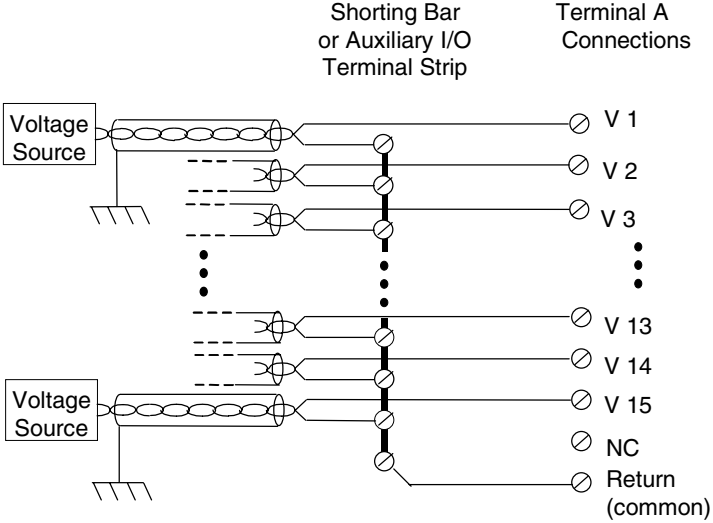 Shorting Bar
or Auxiliary I/O
Terminal Strip
Terminal A
Connections
Voltage
Source
V 1
V 2
V 3
V 13
V 14
Voltage
Source
V 15
NC
Return
(common)